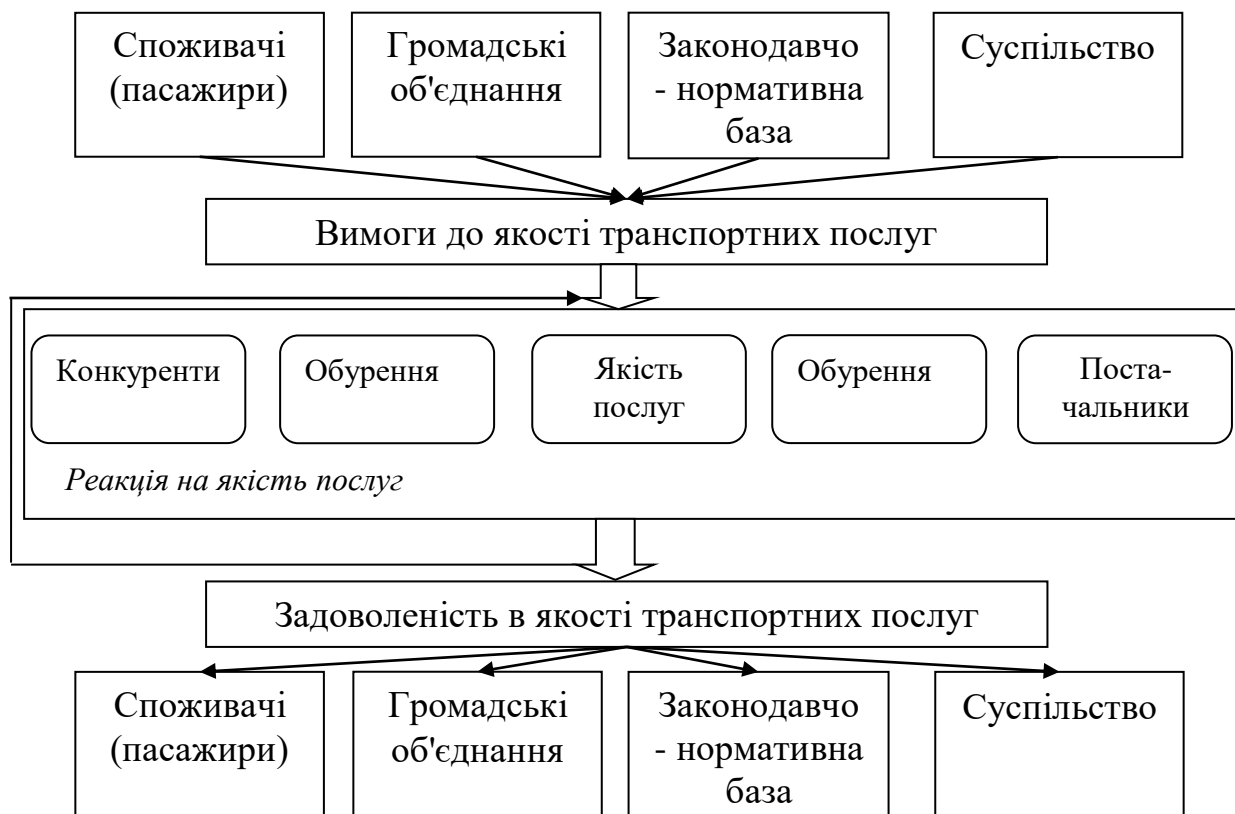 Споживачі
(пасажири)
Громадські
об'єднання
Законодавчо
- нормативна
база
Суспільство
Вимоги до якості транспортних послуг
Конкуренти
Обурення
Якість
послуг
Обурення
Поста-
чальники
Реакція на якість послуг
Задоволеність в якості транспортних послуг
Споживачі
(пасажири)
Громадські
об'єднання
Законодавчо
- нормативна
база
Суспільство